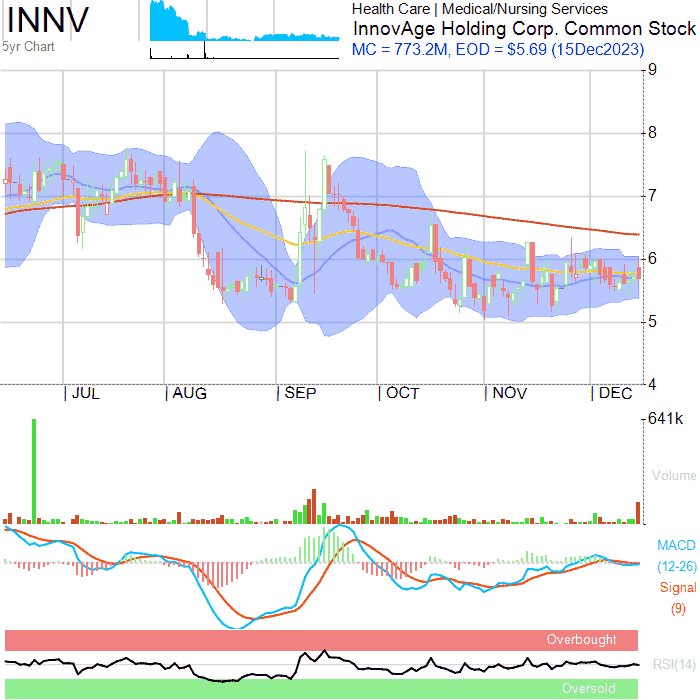 INNV
5yr Chart
Health Care | Medical/Nursing Services
InnovAge Holding Corp. Common Stock
MC = 773.2M, EOD = $5.69 (15Dec2023)
9
8
7
6
5
4
| JUL | AUG | SEP | OCT | NOV | DEC
641k
Volume
MACD
(12-26)
Signal
(9)
Overbought
RSI(14)
Oversold